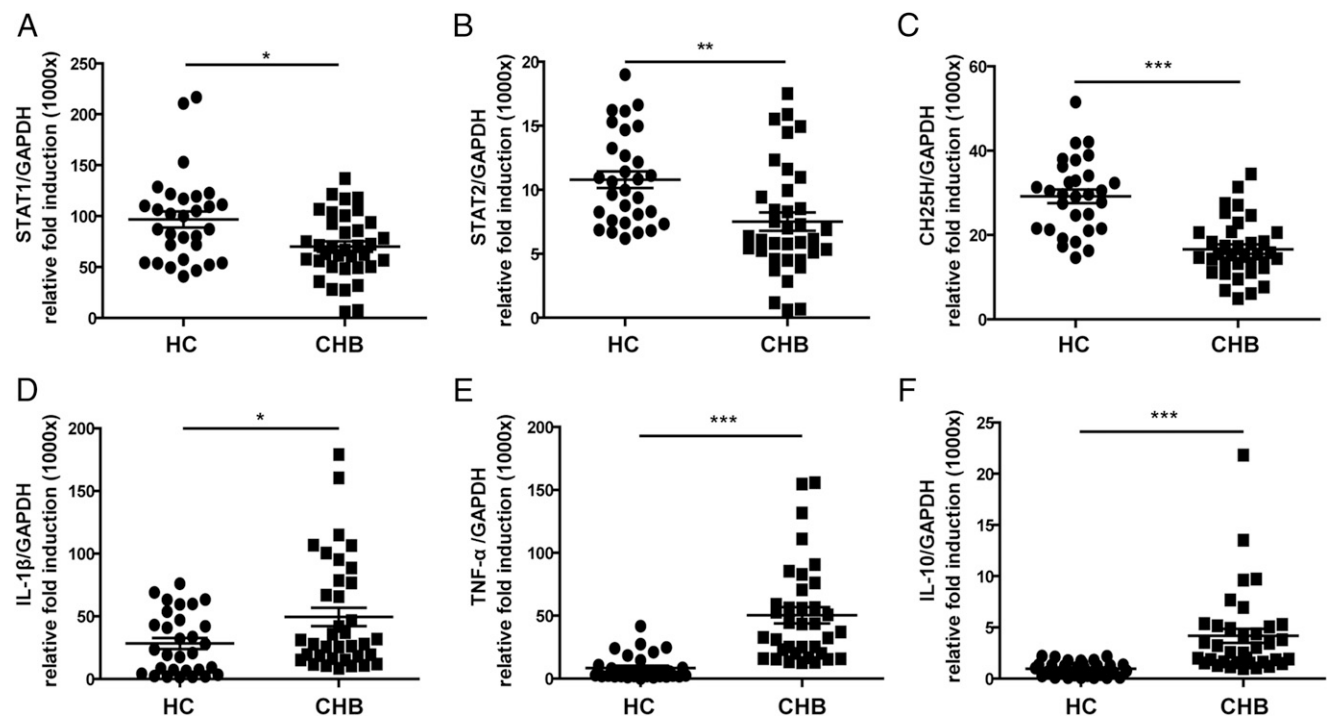 A
STAT1/GAPDH
relative fold induction (1000x)
250
200
150
100
50
0
*
HC
CHB
B
STAT2/GAPDH
relative fold induction (1000x)
20
15
10
5
0
**
HC
CHB
C
CH25H/GAPDH
relative fold induction (1000x)
60
40
20
0
***
HC
CHB
D
IL-1β/GAPDH
relative fold induction (1000x)
200
150
100
50
0
*
HC
CHB
E
TNF-α /GAPDH
relative fold induction (1000x)
200
150
100
50
0
***
HC
CHB
F
IL-10/GAPDH
relative fold induction (1000x)
25
20
15
10
5
0
***
HC
CHB